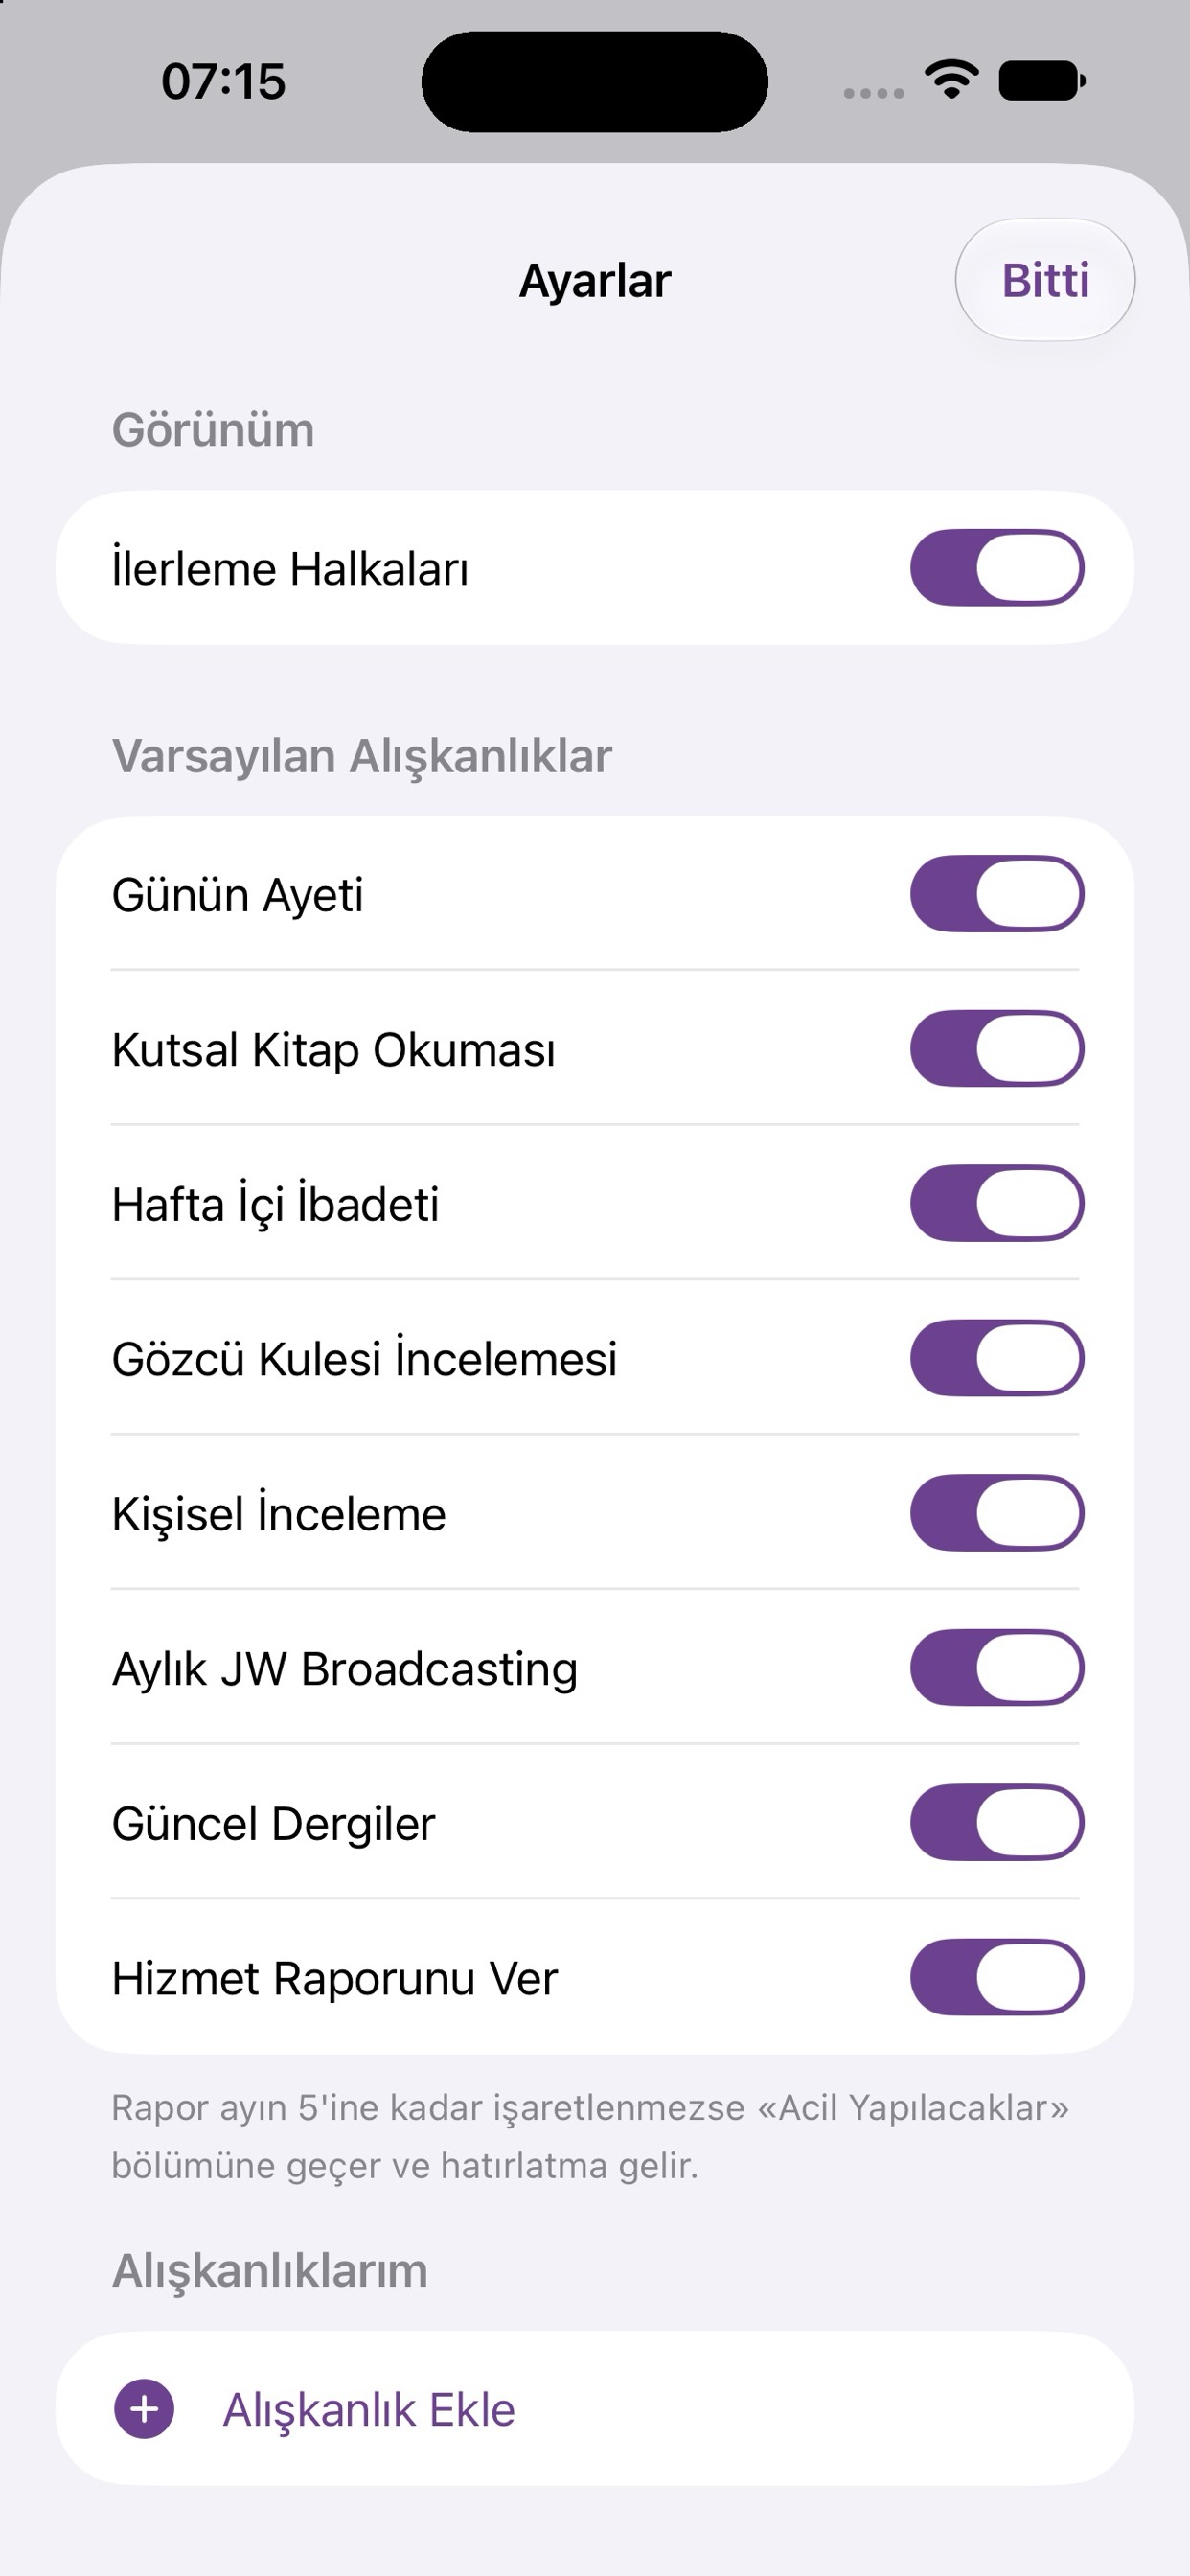 07:15
Ayarlar
Bitti
Görünüm
İlerleme Halkaları
Varsayılan Alışkanlıklar
Günün Ayeti
Kutsal Kitap Okuması
Hafta İçi İbadeti
Gözcü Kulesi İncelemesi
Kişisel İnceleme
Aylık JW Broadcasting
Güncel Dergiler
Hizmet Raporunu Ver
Rapor ayın 5'ine kadar işaretlenmezse «Acil Yapılacaklar»
bölümüne geçer ve hatırlatma gelir.
Alışkanlıklarım
Alışkanlık Ekle